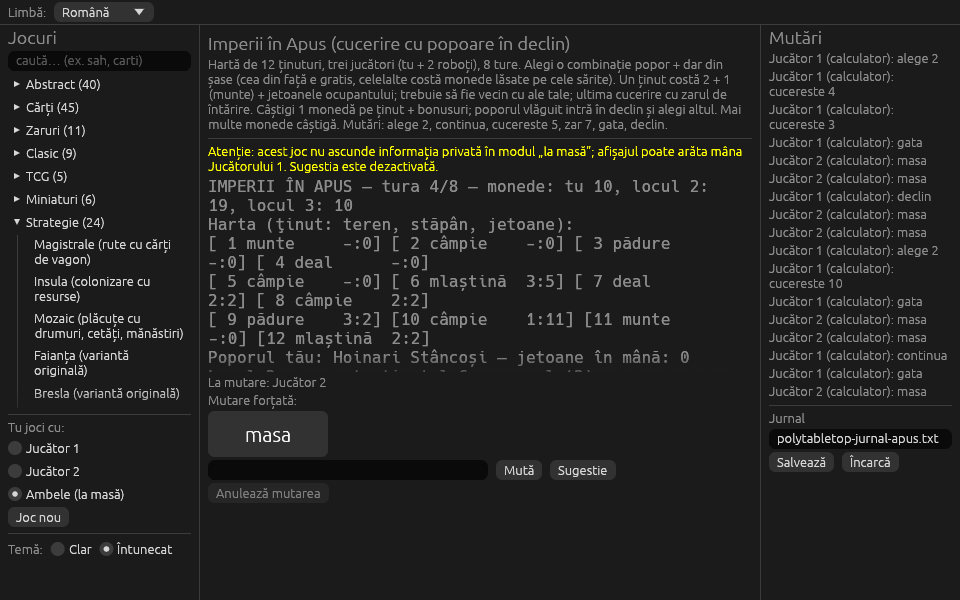 Limbă: Română
Jocuri
caută... (ex. sah, carti)
Abstract (40)
Cărți (45)
Zaruri (11)
Clasic (9)
TCG (5)
Miniaturi (6)
Strategie (24)
Magistrale (rute cu cărți
de vagon)
Insula (colonizare cu
resurse)
Mozaic (plăcuțe cu
drumuri, cetăți, mănăstiri)
Faianța (variantă
originală)
Bresla (variantă originală)
Tu joci cu:
Jucător 1
Jucător 2
Ambele (la masă)
Joc nou
Temă: Clar Întunecat
Imperii în Apus (cucerire cu popoare în declin)
Hartă de 12 ținuturi, trei jucători (tu + 2 roboți), 8 ture. Alegi o combinație popor + dar din
șase (cea din față e gratis, celelalte costă monede lăsate pe cele sărite). Un ținut costă 2 + 1
(munte) + jetoanele ocupantului; trebuie să fie vecin cu ale tale; ultima cucerire cu zarul de
întărire. Câștigi 1 monedă pe ținut + bonusuri; poporul vlăguit intră în declin și alegi altul. Mai
multe monede câștigă. Mutări: alege 2, continua, cucereste 5, zar 7, gata, declin.
Atenție: acest joc nu ascunde informația privată în modul „la masă”; afișajul poate arăta mâna
Jucătorului 1. Sugestia este dezactivată.
IMPERII ÎN APUS — tura 4/8 — monede: tu 10, locul 2:
19, locul 3: 10
Harta (ținut: teren, stăpân, jetoane):
[ 1 munte -:0] [ 2 câmpie -:0] [ 3 pădure
-:0] [ 4 deal -:0]
[ 5 câmpie -:0] [ 6 mlaștină 3:5] [ 7 deal
2:2] [ 8 câmpie 2:2]
[ 9 pădure 3:2] [10 câmpie 1:11] [11 munte
-:0] [12 mlaștină 2:2]
Poporul tău: Hoinari Stâncoși — jetoane în mână: 0
La mutare: Jucător 2
Mutare forțată:
masa
Mută Sugestie
Anulează mutarea
Mutări
Jucător 1 (calculator): alege 2
Jucător 1 (calculator):
cucereste 4
Jucător 1 (calculator):
cucereste 3
Jucător 1 (calculator): gata
Jucător 2 (calculator): masa
Jucător 2 (calculator): masa
Jucător 1 (calculator): declin
Jucător 2 (calculator): masa
Jucător 2 (calculator): masa
Jucător 1 (calculator): alege 2
Jucător 1 (calculator):
cucereste 10
Jucător 1 (calculator): gata
Jucător 2 (calculator): masa
Jucător 2 (calculator): masa
Jucător 1 (calculator): continua
Jucător 1 (calculator): gata
Jucător 2 (calculator): masa
Jurnal
polytabletop-jurnal-apus.txt
Salvează Încarcă